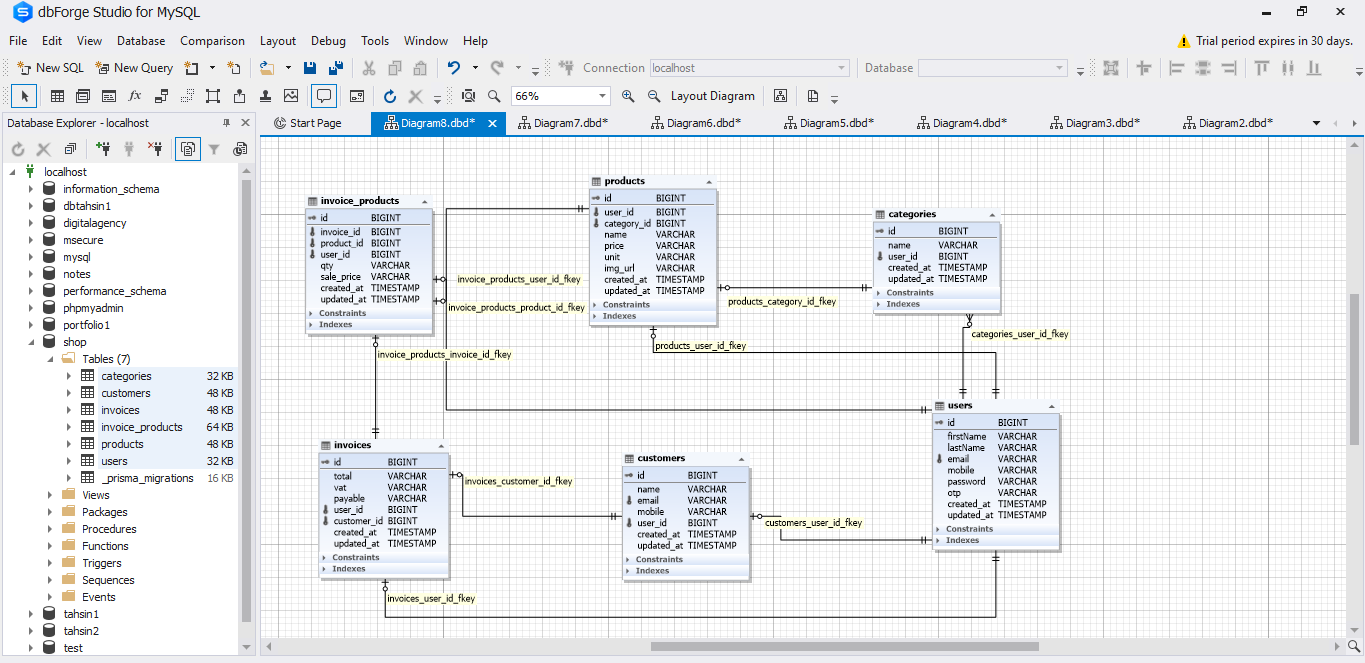 dbForge Studio for MySQL
File Edit View Database Comparison Layout Debug Tools Window Help
Trial period expires in 30 days.
New SQL New Query Connection localhost Database
fx 66% Layout Diagram
Database Explorer - localhost
Start Page Diagram8.dbd* Diagram7.dbd* Diagram6.dbd* Diagram5.dbd* Diagram4.dbd* Diagram3.dbd* Diagram2.dbd*
localhost
information_schema
dbtahsin1
digitalagency
msecure
mysql
notes
performance_schema
phpmyadmin
portfolio1
shop
Tables (7)
categories 32 KB
customers 48 KB
invoices 48 KB
invoice_products 64 KB
products 48 KB
users 32 KB
_prisma_migrations 16 KB
Views
Packages
Procedures
Functions
Triggers
Sequences
Events
tahsin1
tahsin2
test
invoice_products
id BIGINT
invoice_id BIGINT
product_id BIGINT
user_id BIGINT
qty VARCHAR
sale_price VARCHAR
created_at TIMESTAMP
updated_at TIMESTAMP
Constraints
Indexes
invoice_products_user_id_fkey
invoice_products_product_id_fkey
invoice_products_invoice_id_fkey
products
id BIGINT
user_id BIGINT
category_id BIGINT
name VARCHAR
price VARCHAR
unit VARCHAR
img_url VARCHAR
created_at TIMESTAMP
updated_at TIMESTAMP
Constraints
Indexes
products_category_id_fkey
products_user_id_fkey
categories
id BIGINT
name VARCHAR
user_id BIGINT
created_at TIMESTAMP
updated_at TIMESTAMP
Constraints
Indexes
categories_user_id_fkey
invoices
id BIGINT
total VARCHAR
vat VARCHAR
payable VARCHAR
user_id BIGINT
customer_id BIGINT
created_at TIMESTAMP
updated_at TIMESTAMP
Constraints
Indexes
invoices_customer_id_fkey
invoices_user_id_fkey
customers
id BIGINT
name VARCHAR
email VARCHAR
mobile VARCHAR
user_id BIGINT
created_at TIMESTAMP
updated_at TIMESTAMP
Constraints
Indexes
customers_user_id_fkey
users
id BIGINT
firstName VARCHAR
lastName VARCHAR
email VARCHAR
mobile VARCHAR
password VARCHAR
otp VARCHAR
created_at TIMESTAMP
updated_at TIMESTAMP
Constraints
Indexes